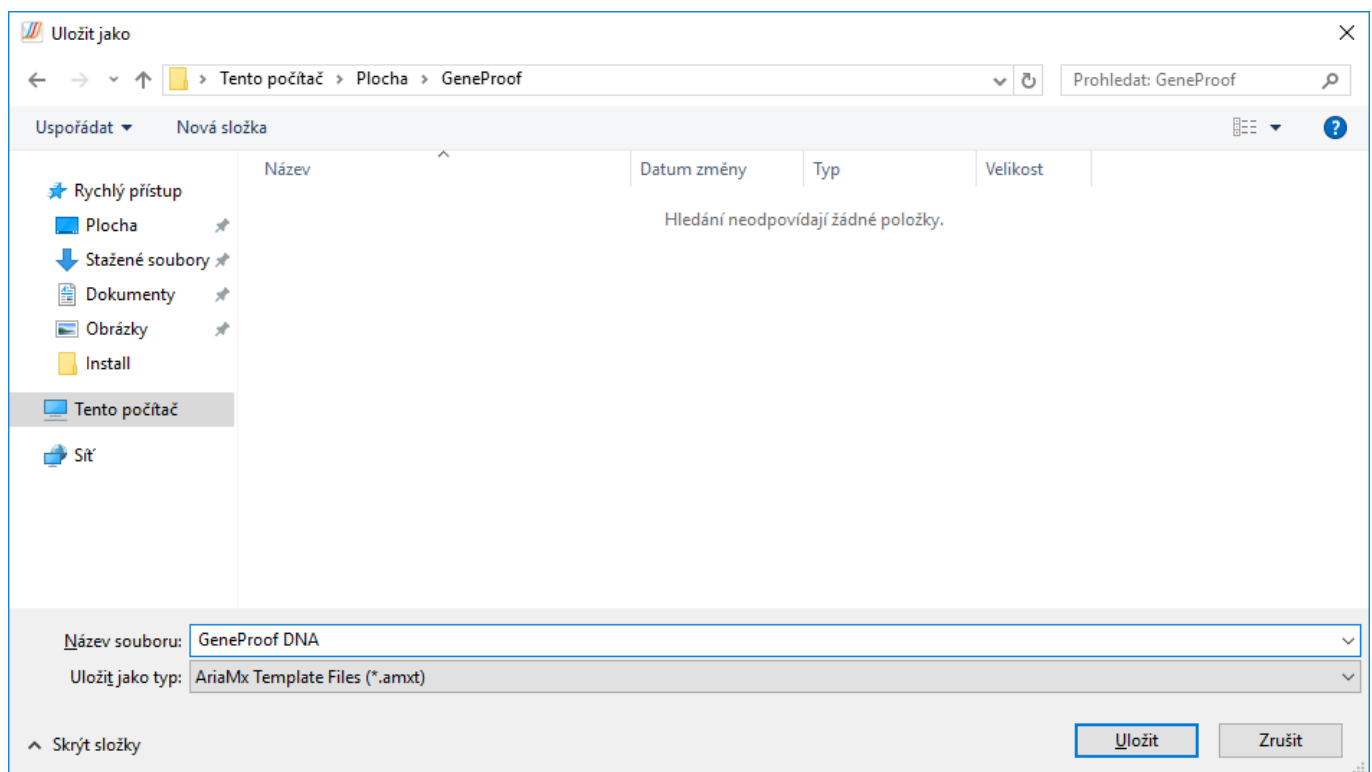 Uložit jako
Tento počítač > Plocha > GeneProof
Prohledat: GeneProof
Uspořádat
Nová složka
?
Název
Datum změny
Typ
Velikost
Hledání neodpovídají žádné položky.
Rychlý přístup
Plocha
Stažené soubory
Dokumenty
Obrázky
Install
Tento počítač
Síť
Název souboru: GeneProof DNA
Uložit jako typ: AriaMx Template Files (*.amxt)
Skrýt složky
Uložit
Zrušit